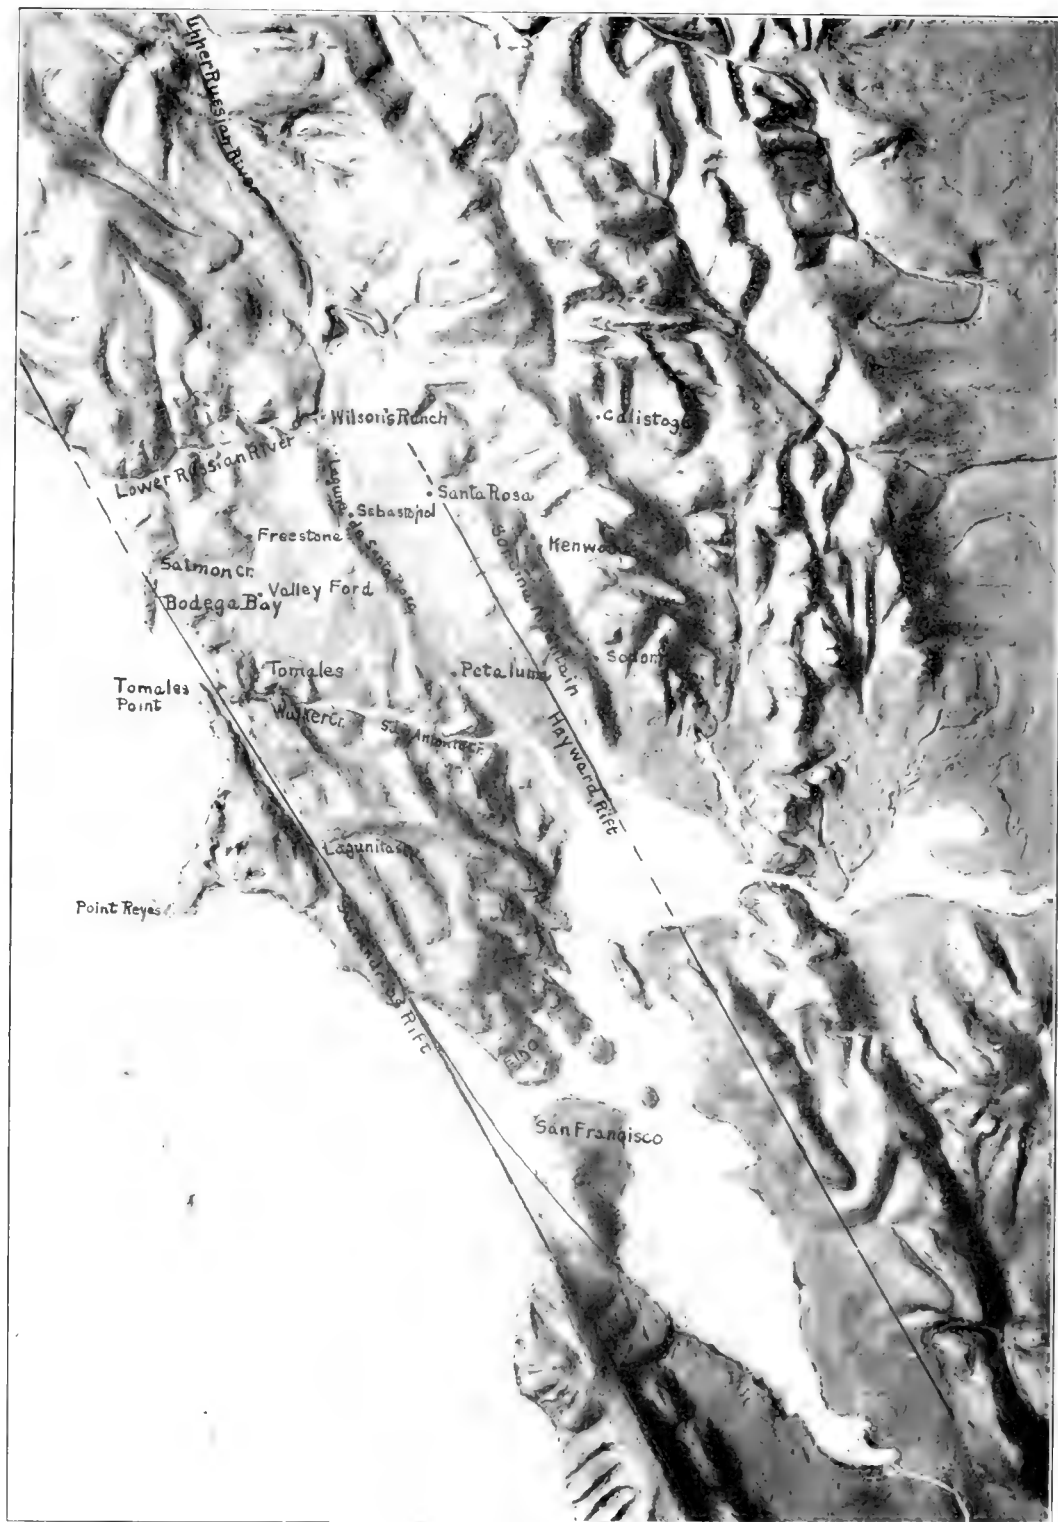 Upper Russian River
Wilson's Ranch
Calistoga
Lower Russian River
Santa Rosa
Laguna de Santa Rosa
Sebastopol
Freestone
Kenwood
Salmon Cr.
Valley Ford
Bodega Bay
Mountain
Tomales
Petaluma
Tomales
Point
Walker Cr.
San Antonio Cr.
Hayward Rift
Lagunitas Cr.
Point Reyes
San Andreas Rift
San Francisco